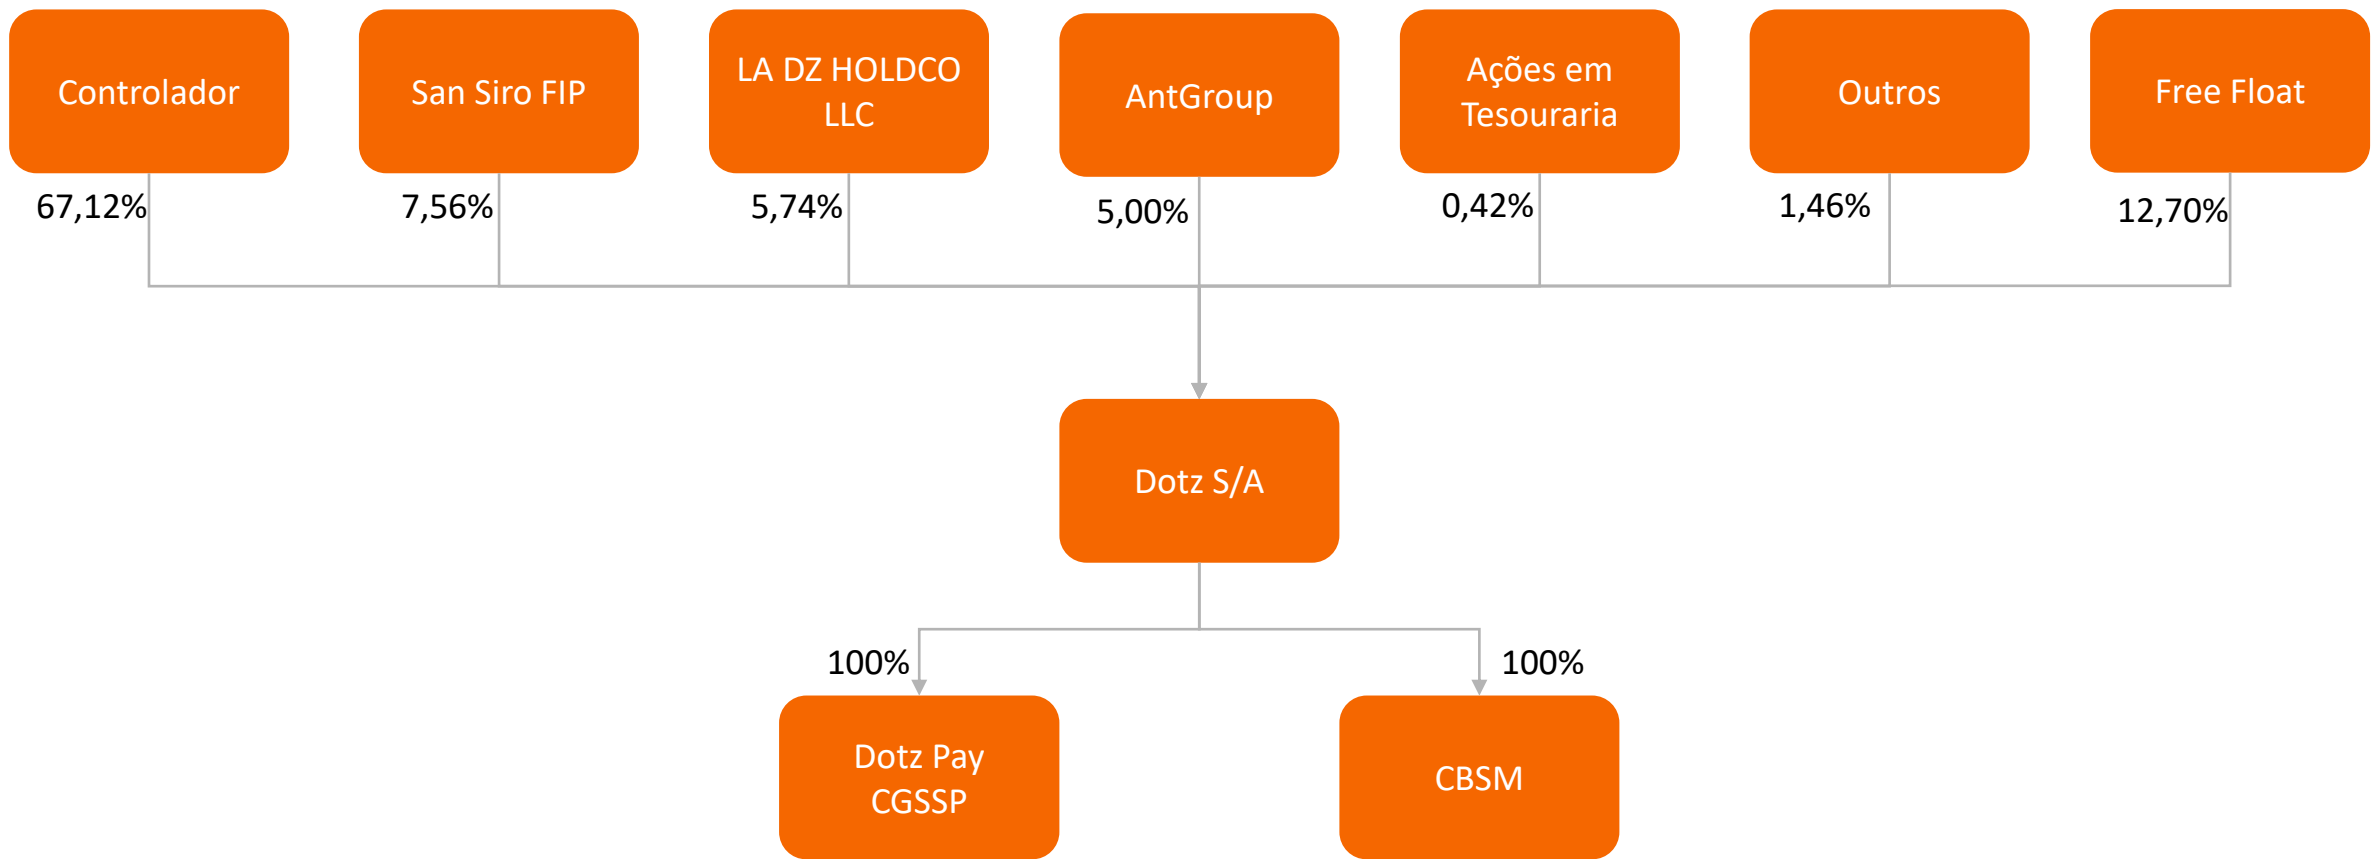 Controlador
San Siro FIP
LA DZ HOLDCO
LLC
AntGroup
Ações em
Tesouraria
Outros
Free Float
67,12%
7,56%
5,74%
5,00%
0,42%
1,46%
12,70%
Dotz S/A
100%
100%
Dotz Pay
CGSSP
CBSM